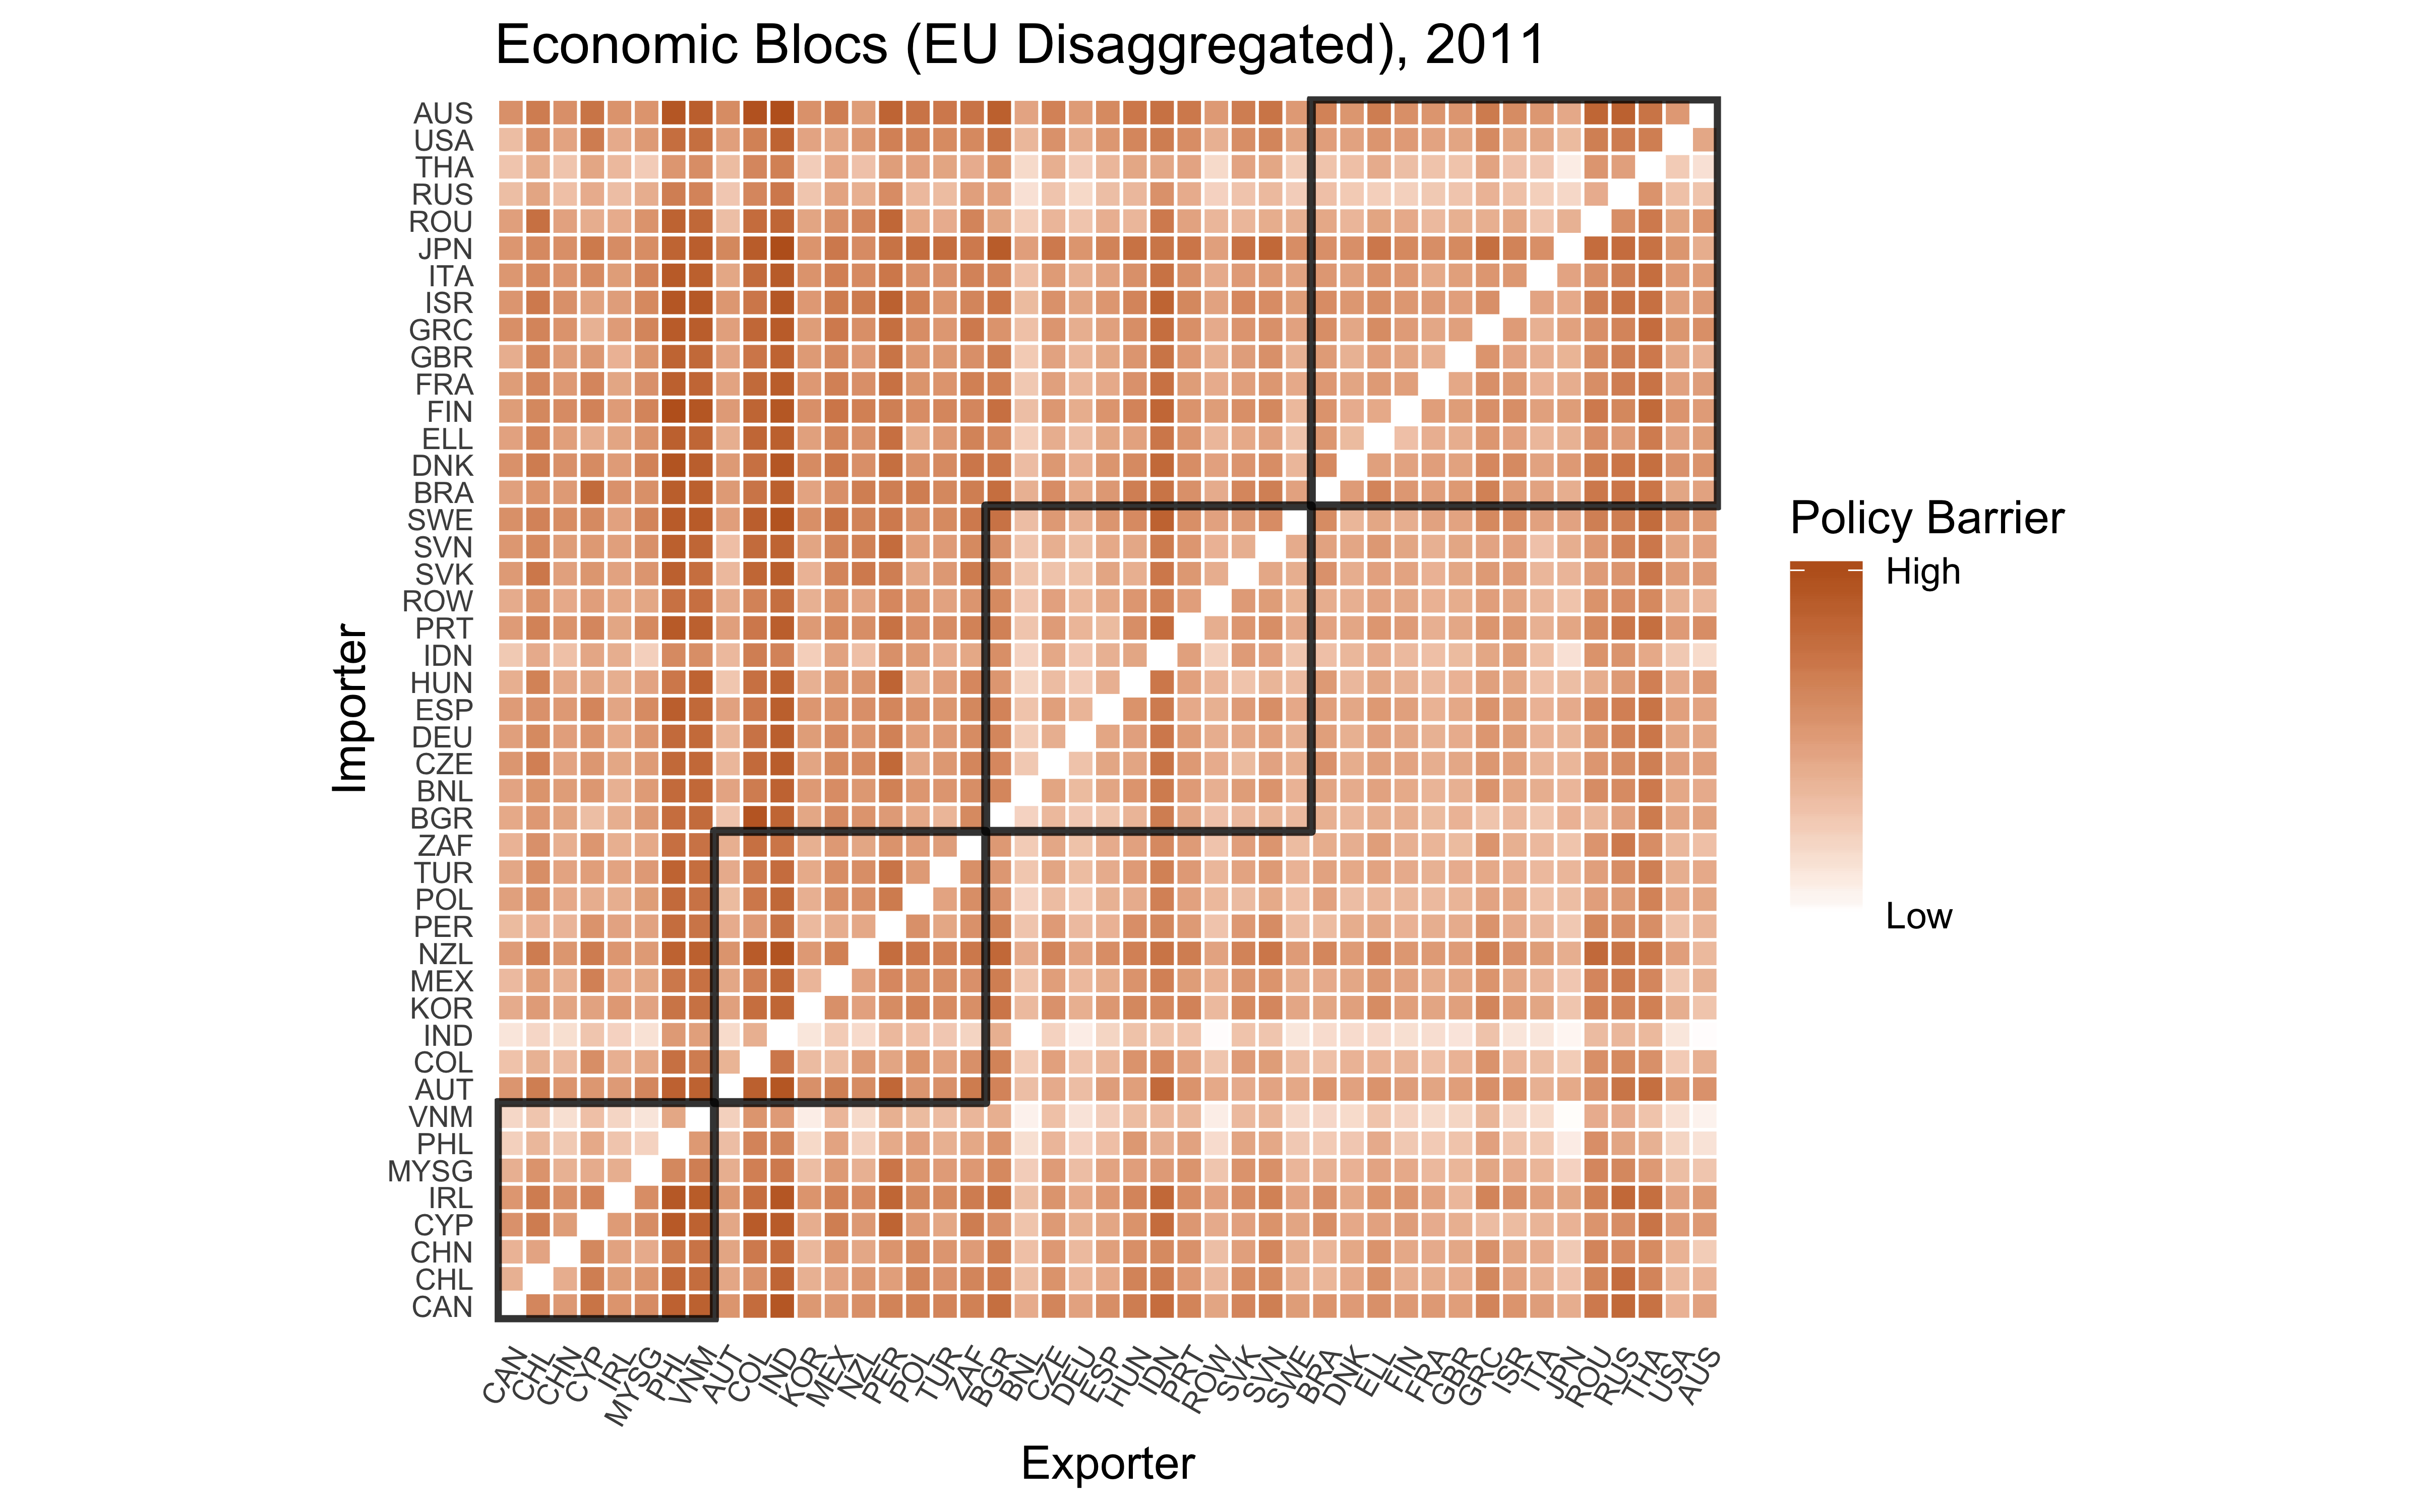 Economic Blocs (EU Disaggregated), 2011
AUS
USA
THA
RUS
ROU
JPN
ITA
ISR
GRC
GBR
FRA
FIN
ELL
DNK
BRA
SWE
SVN
SVK
ROW
PRT
IDN
HUN
ESP
DEU
CZE
BNL
BGR
ZAF
TUR
POL
PER
NZL
MEX
KOR
IND
COL
AUT
VNM
PHL
MYSG
IRL
CYP
CHN
CHL
CAN
Importer
CAN CHL CHN CYP IRL MYSG PHL VNM AUT COL IND KOR MEX NZL PER POL TUR ZAF BGR BNL CZE DEU ESP HUN IDN PRT ROW SVK SVN SWE BRA DNK ELL FIN FRA GBR GRC ISR ITA JPN ROU RUS THA USA AUS
Exporter
Policy Barrier
High
Low